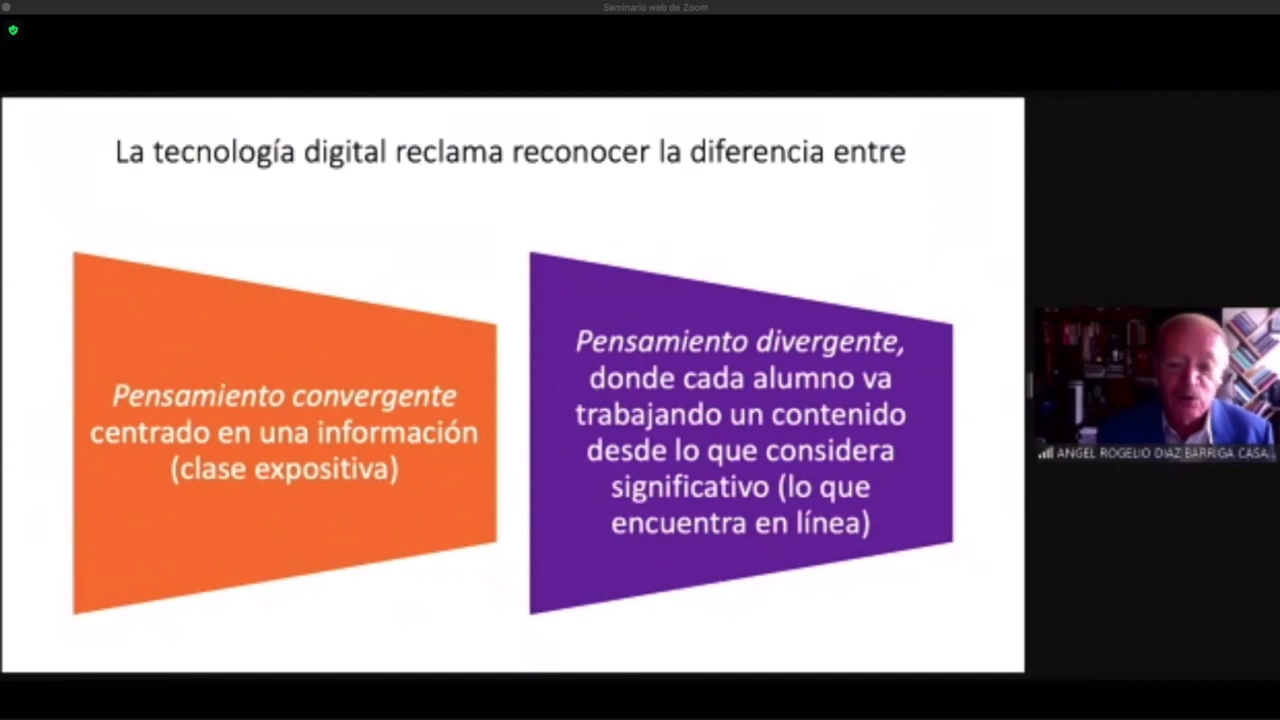 Seminario web de Zoom
La tecnología digital reclama reconocer la diferencia entre
Pensamiento convergente
centrado en una información
(clase expositiva)
Pensamiento divergente,
donde cada alumno va
trabajando un contenido
desde lo que considera
significativo (lo que
encuentra en línea)
ANGEL ROGELIO DIAZ BARRIGA CASA...